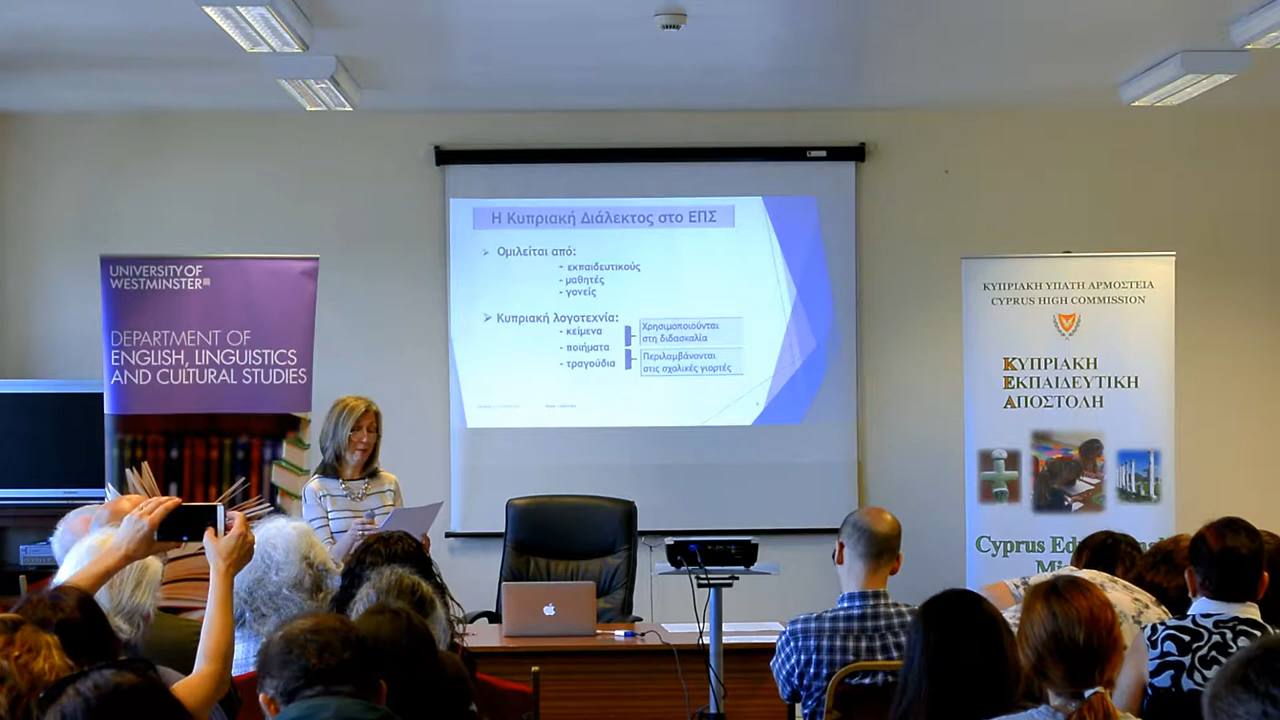 UNIVERSITY OF
WESTMINSTER
DEPARTMENT OF
ENGLISH, LINGUISTICS
AND CULTURAL STUDIES
Η Κυπριακή Διάλεκτος στο ΕΠΣ
Ομιλείται από:
- εκπαιδευτικούς
- μαθητές
- γονείς
Κυπριακή λογοτεχνία:
- κείμενα
- ποιήματα
- τραγούδια
Χρησιμοποιούνται
στη διδασκαλία
Περιλαμβάνονται
στις σχολικές γιορτές
ΚΥΠΡΙΑΚΗ ΥΠΑΤΗ ΑΡΜΟΣΤΕΙΑ
CYPRUS HIGH COMMISSION
ΚΥΠΡΙΑΚΗ
ΕΚΠΑΙΔΕΥΤΙΚΗ
ΑΠΟΣΤΟΛΗ
Cyprus